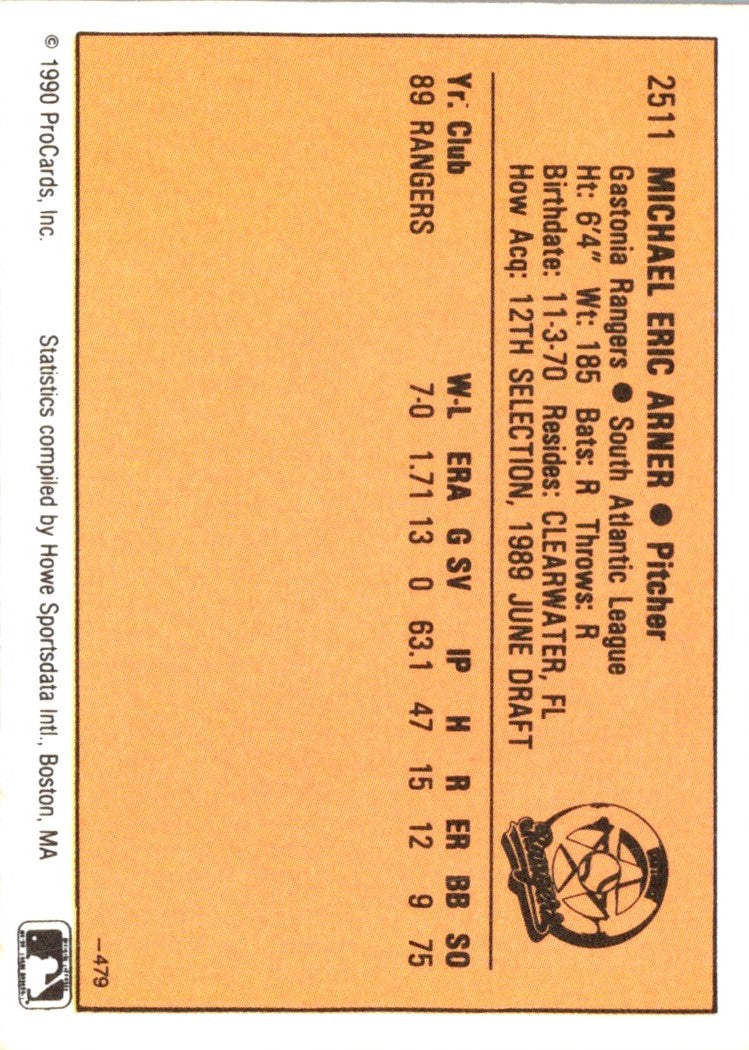 2511 MICHAEL ERIC ARNER ● Pitcher
Gastonia Rangers ● South Atlantic League
Ht: 6'4" Wt: 185 Bats: R Throws: R
Birthdate: 11-3-70 Resides: CLEARWATER, FL
How Acq: 12TH SELECTION, 1989 JUNE DRAFT
Rangers
Yr. Club W-L ERA G SV IP H R ER BB SO
89 RANGERS 7-0 1.71 13 0 63.1 47 15 12 9 75
–479
© 1990 ProCards, Inc. Statistics compiled by Howe Sportsdata Intl., Boston, MA